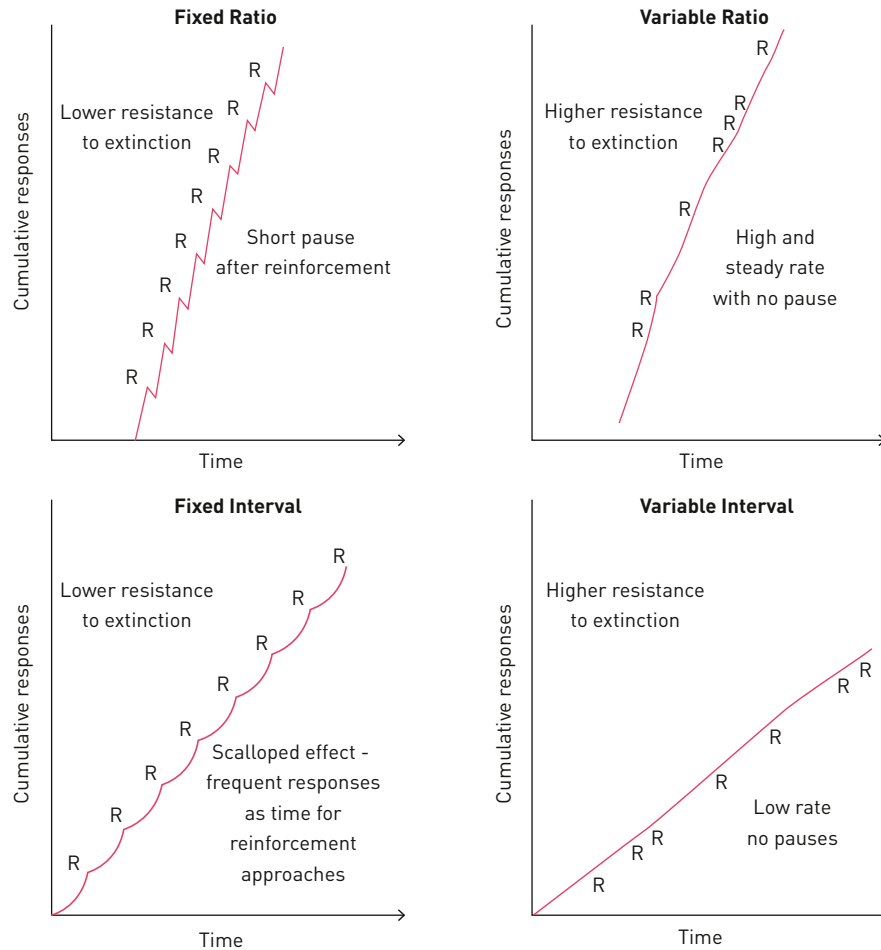 Fixed Ratio
Cumulative responses
R
R
R
R
R
R
R
R
Lower resistance
to extinction
Short pause
after reinforcement
Time
Variable Ratio
Cumulative responses
R
R
R
R
R
R
R
Higher resistance
to extinction
High and
steady rate
with no pause
Time
Fixed Interval
Cumulative responses
R
R
R
R
R
R
R
R
Lower resistance
to extinction
Scalloped effect -
frequent responses
as time for
reinforcement
approaches
Time
Variable Interval
Cumulative responses
Higher resistance
to extinction
R
R
R
R
R
R
R
Low rate
no pauses
Time